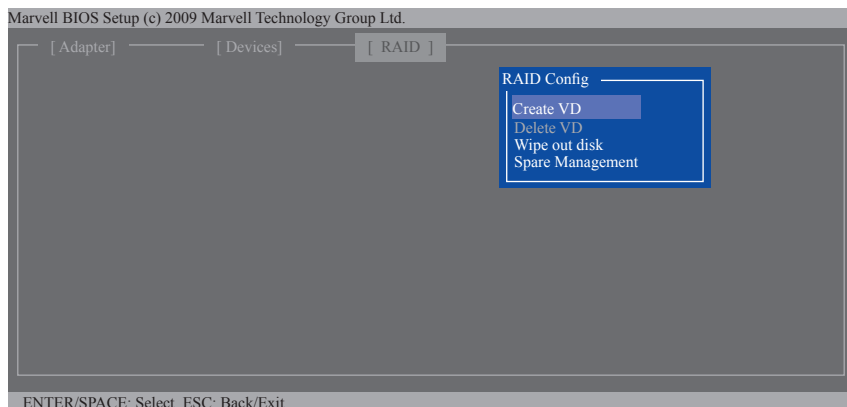 Marvell BIOS Setup (c) 2009 Marvell Technology Group Ltd.
[ Adapter] [ Devices] [ RAID ]
RAID Config
Create VD
Delete VD
Wipe out disk
Spare Management
ENTER/SPACE: Select ESC: Back/Exit